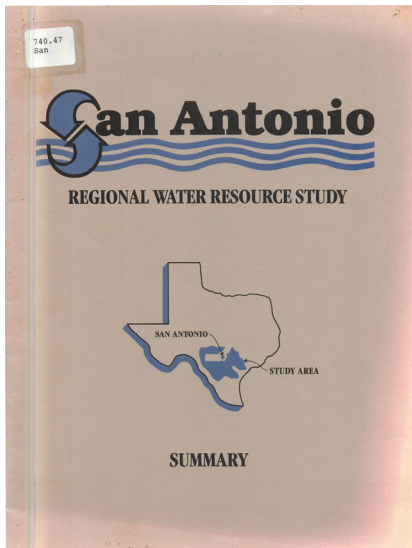 740.47
San
San Antonio
REGIONAL WATER RESOURCE STUDY
SAN ANTONIO
STUDY AREA
SUMMARY